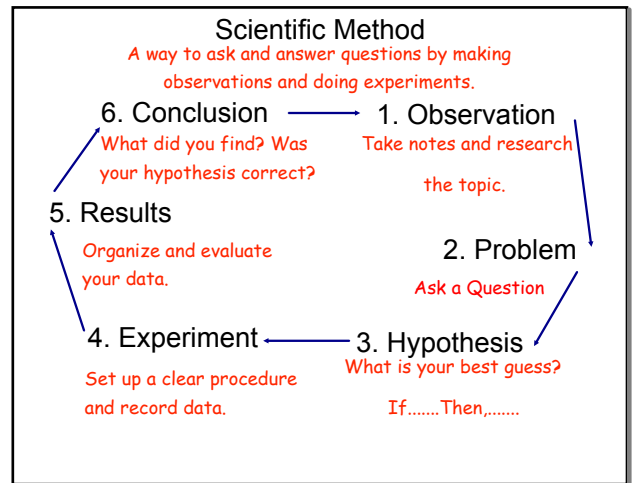 Scientific Method
A way to ask and answer questions by making
observations and doing experiments.
6. Conclusion
What did you find? Was
your hypothesis correct?
1. Observation
Take notes and research
the topic.
5. Results
Organize and evaluate
your data.
2. Problem
Ask a Question
4. Experiment
Set up a clear procedure
and record data.
3. Hypothesis
What is your best guess?
If.......Then,.......